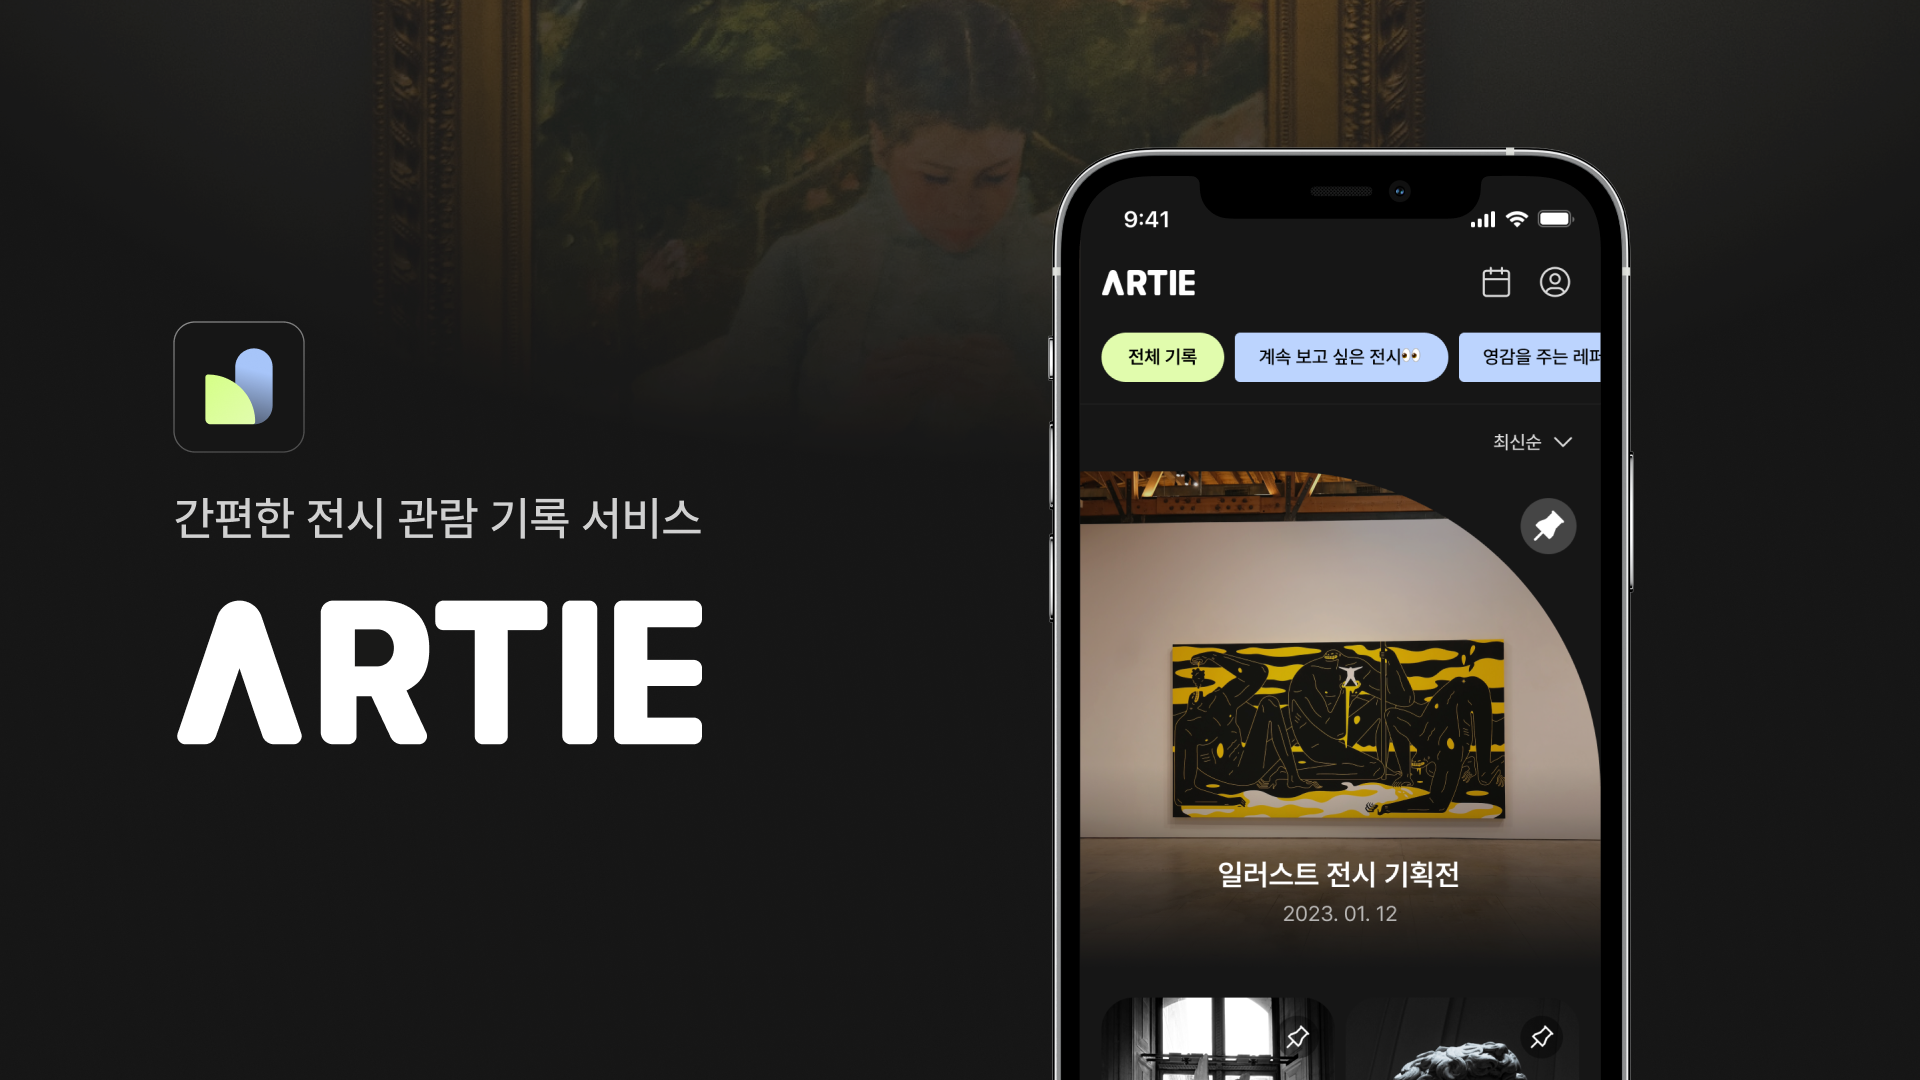 간편한 전시 관람 기록 서비스
ARTIE
9:41
ARTIE
전체 기록
계속 보고 싶은 전시👀
영감을 주는 레퍼
최신순
일러스트 전시 기획전
2023. 01. 12